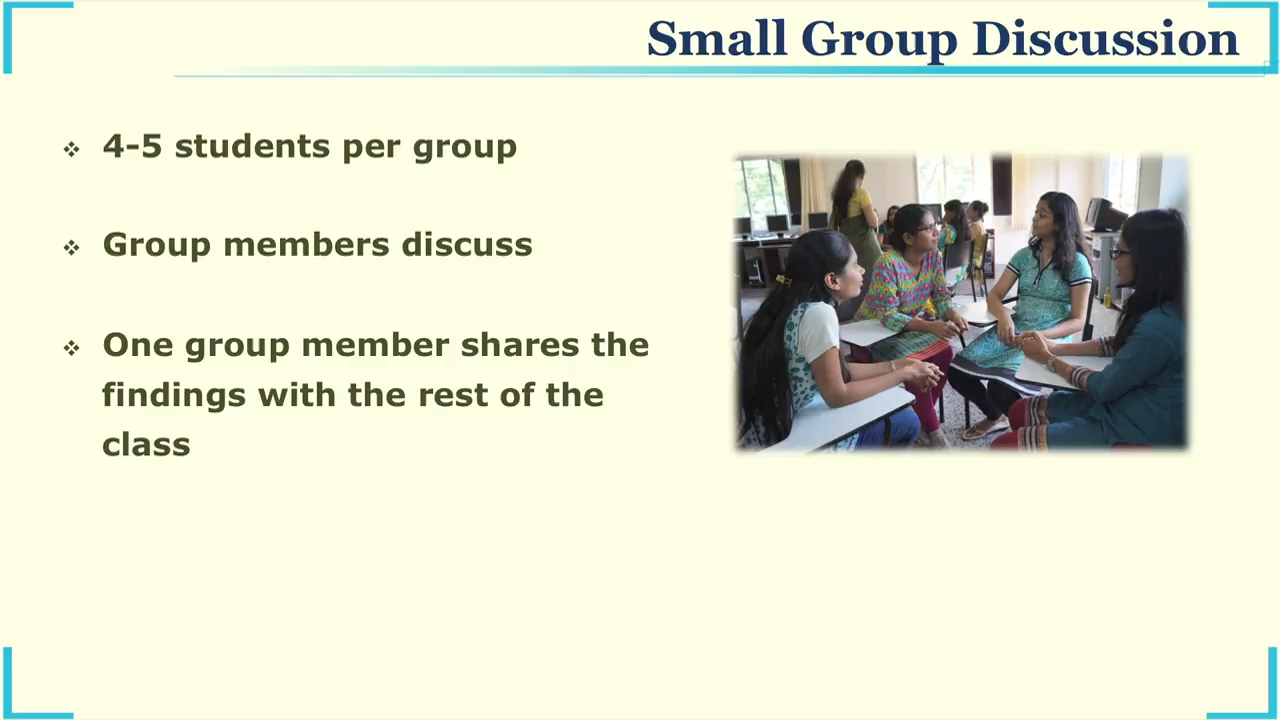 Small Group Discussion
❖ 4-5 students per group
❖ Group members discuss
❖ One group member shares the
findings with the rest of the
class